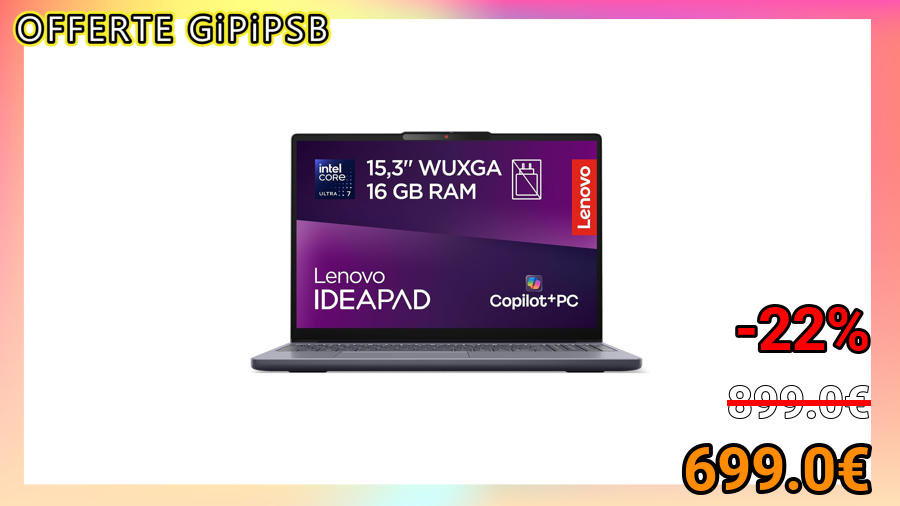 OFFERTE GiPiPSB
intel
CORE
ULTRA 7
15,3" WUXGA
16 GB RAM
Lenovo
Lenovo
IDEAPAD
Copilot+PC
-22%
899.0€
699.0€